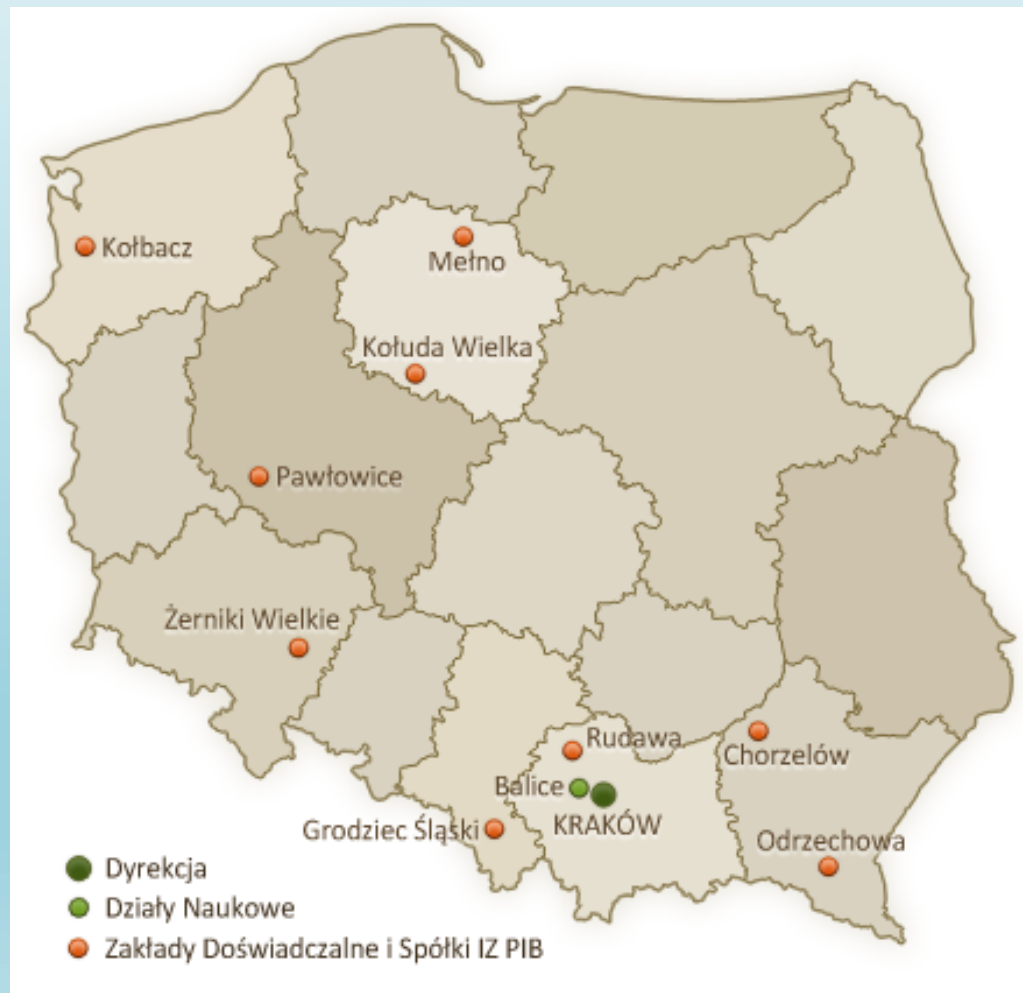 Kołbacz
Mełno
Kołuda Wielka
Pawłowice
Żerniki Wielkie
Rudawa
Chorzelów
Balice
KRAKÓW
Grodziec Śląski
Odrzechowa
Dyrekcja
Działy Naukowe
Zakłady Doświadczalne i Spółki IZ PIB